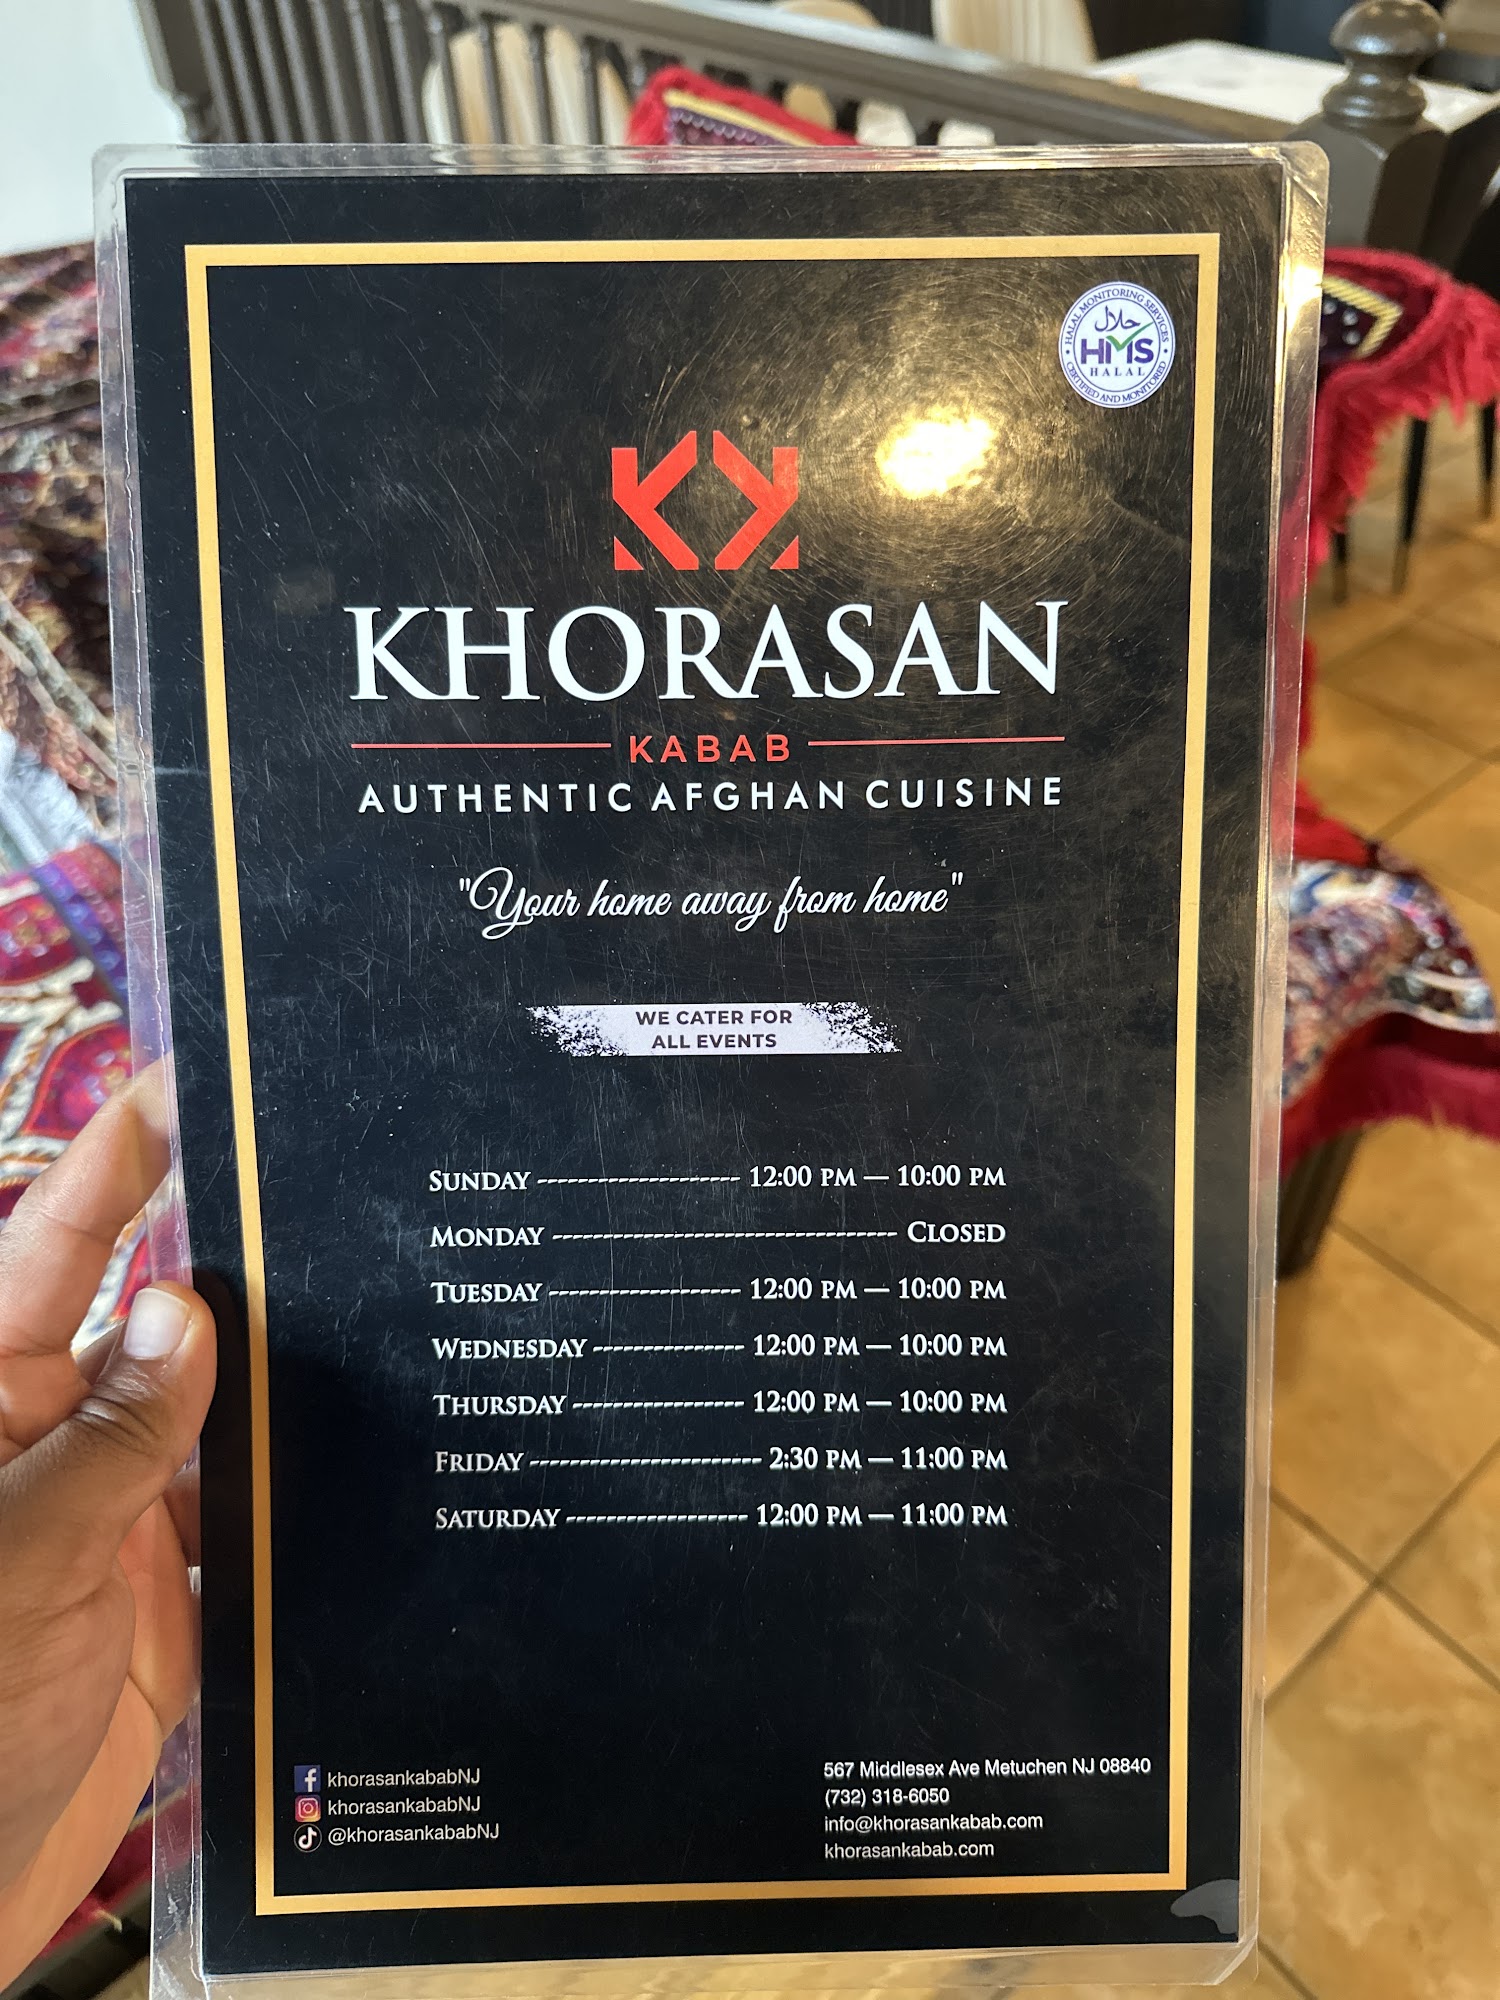 HALAL MONITORING SERVICES
حلال
HMS
HALAL
CERTIFIED AND MONITORED
KHORASAN
KABAB
AUTHENTIC AFGHAN CUISINE
"Your home away from home"
WE CATER FOR
ALL EVENTS
SUNDAY -------------------- 12:00 PM — 10:00 PM
MONDAY ---------------------------------- CLOSED
TUESDAY ------------------- 12:00 PM — 10:00 PM
WEDNESDAY --------------- 12:00 PM — 10:00 PM
THURSDAY ----------------- 12:00 PM — 10:00 PM
FRIDAY ----------------------- 2:30 PM — 11:00 PM
SATURDAY ------------------ 12:00 PM — 11:00 PM
khorasankababNJ
khorasankababNJ
@khorasankababNJ
567 Middlesex Ave Metuchen NJ 08840
(732) 318-6050
info@khorasankabab.com
khorasankabab.com